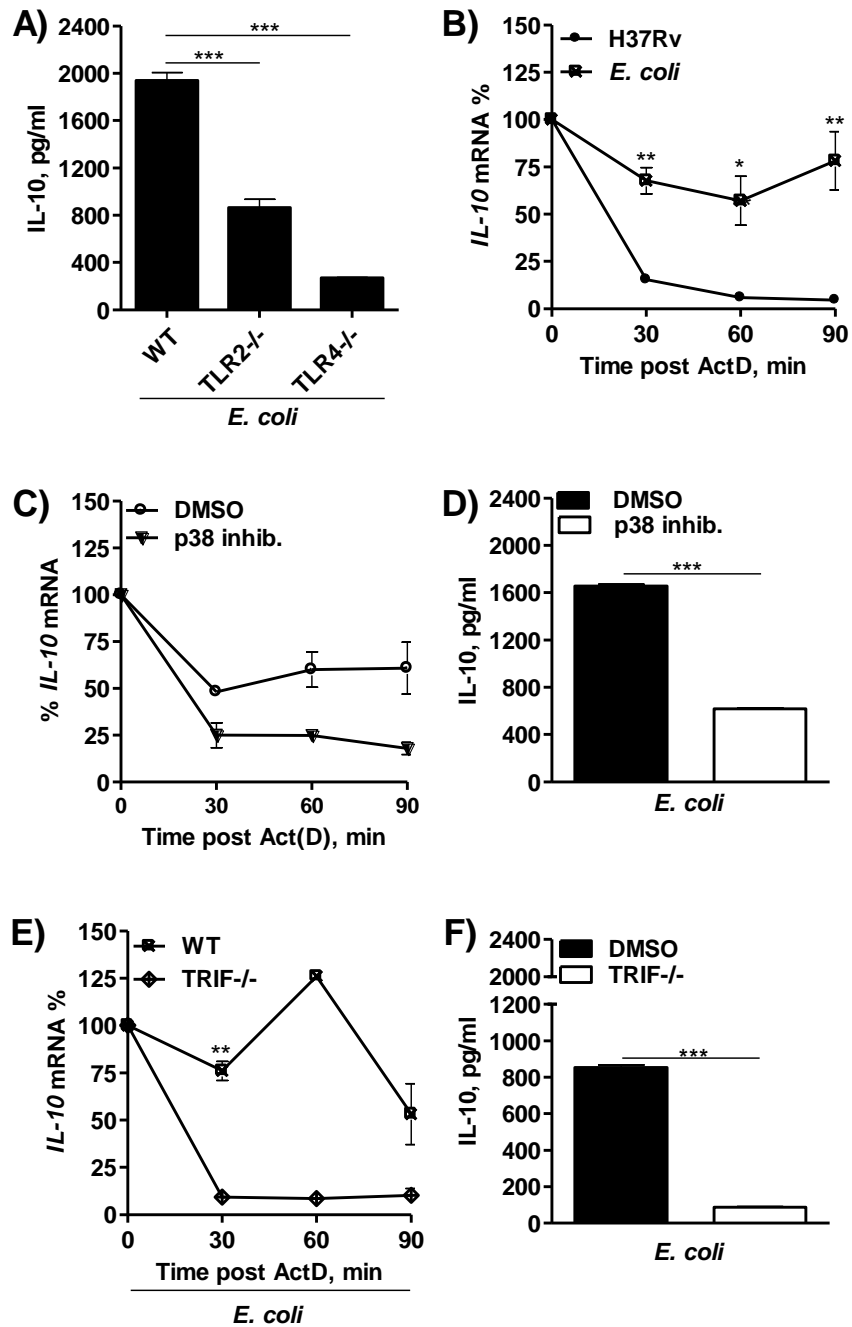 A)
2400
2000
1600
1200
800
400
0
IL-10, pg/ml
***
***
WT
TLR2-/-
TLR4-/-
E. coli
B)
H37Rv
E. coli
150
125
100
75
50
25
0
IL-10 mRNA %
**
*
**
0 30 60 90
Time post ActD, min
C)
DMSO
p38 inhib.
150
125
100
75
50
25
0
% IL-10 mRNA
0 30 60 90
Time post Act(D), min
D)
DMSO
p38 inhib.
2400
2000
1600
1200
800
400
0
IL-10, pg/ml
***
E. coli
E)
WT
TRIF-/-
150
125
100
75
50
25
0
IL-10 mRNA %
**
0 30 60 90
Time post ActD, min
E. coli
F)
DMSO
TRIF-/-
2400
2000
1200
1000
800
600
400
200
0
IL-10, pg/ml
***
E. coli